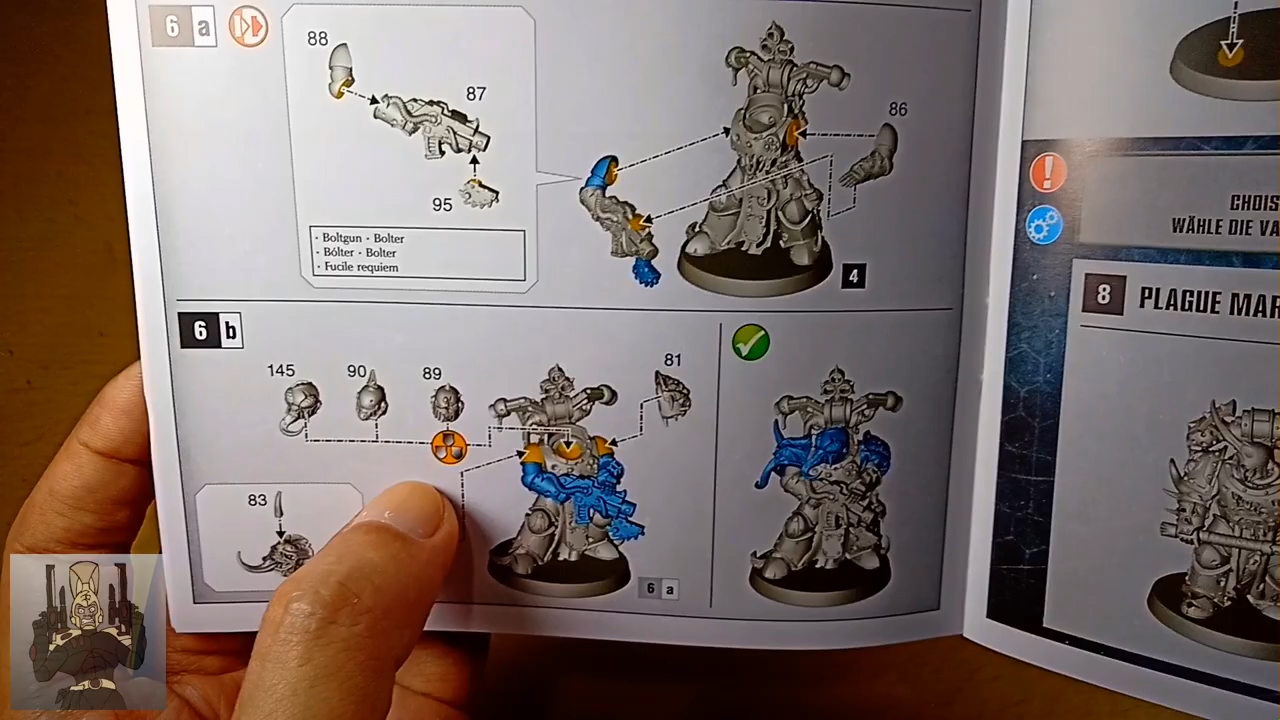 6 a
88
87
95
86
· Boltgun · Bolter
· Bólter · Bolter
· Fucile requiem
4
6 b
145
90
89
81
83
6 a
CHOIS
WÄHLE DIE VA
8 PLAGUE MAR